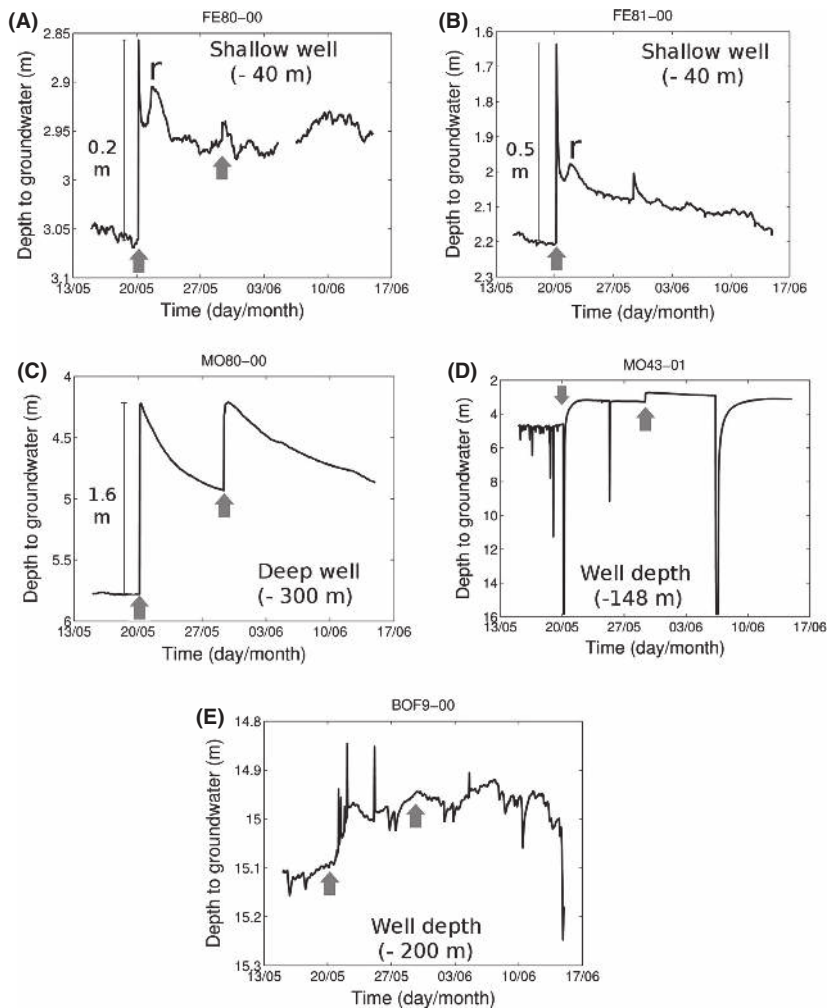 (A)
FE80−00
Shallow well
(- 40 m)
r
0.2
m
Depth to groundwater (m)
2.85
2.9
2.95
3
3.05
3.1
13/05 20/05 27/05 03/06 10/06 17/06
Time (day/month)
(B)
FE81−00
Shallow well
(- 40 m)
r
0.5
m
Depth to groundwater (m)
1.6
1.7
1.8
1.9
2
2.1
2.2
2.3
13/05 20/05 27/05 03/06 10/06 17/06
Time (day/month)
(C)
MO80−00
1.6
m
Deep well
(- 300 m)
Depth to groundwater (m)
4
4.5
5
5.5
6
13/05 20/05 27/05 03/06 10/06 17/06
Time (day/month)
(D)
MO43−01
Well depth
(-148 m)
Depth to groundwater (m)
2
4
6
8
10
12
14
16
13/05 20/05 27/05 03/06 10/06 17/06
Time (day/month)
(E)
BOF9−00
Well depth
(- 200 m)
Depth to groundwater (m)
14.8
14.9
15
15.1
15.2
15.3
13/05 20/05 27/05 03/06 10/06 17/06
Time (day/month)